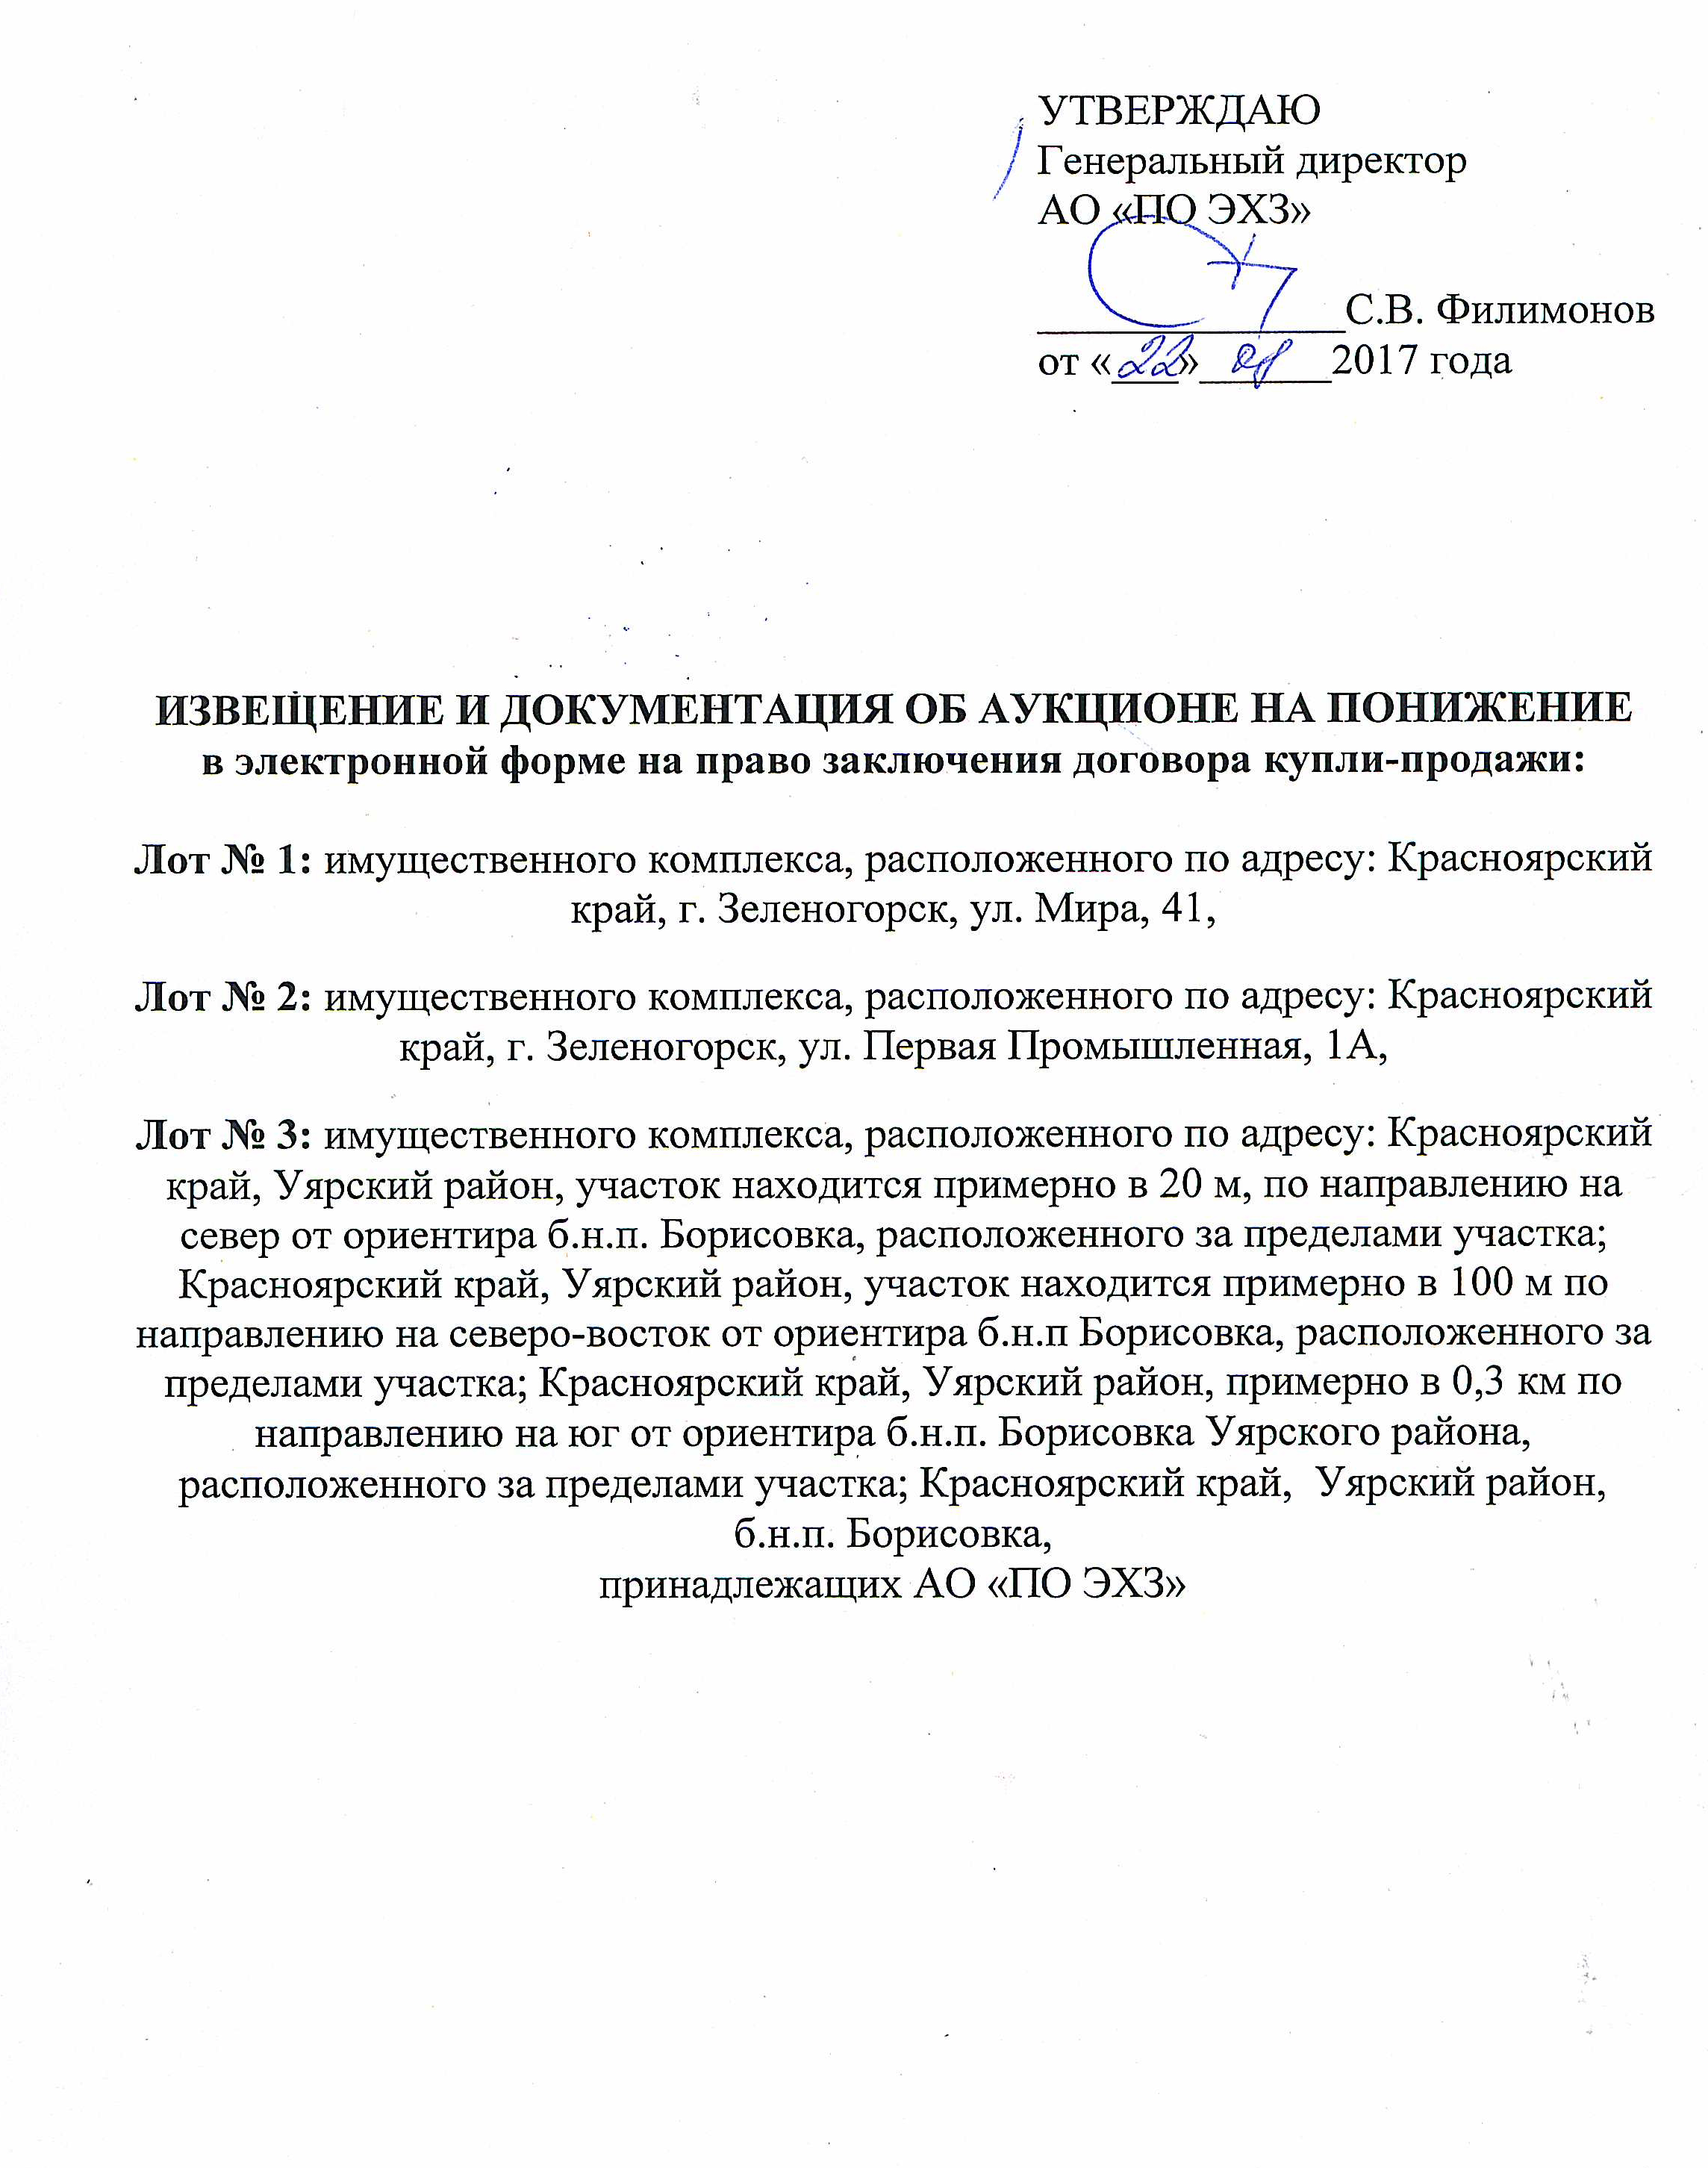 УТВЕРЖДАЮ
Генеральный директор
АО «ПО ЭХЗ»
С.В. Филимонов
от «22» 2017 года
ИЗВЕЩЕНИЕ И ДОКУМЕНТАЦИЯ ОБ АУКЦИОНЕ НА ПОНИЖЕНИЕ
в электронной форме на право заключения договора купли-продажи:
Лот № 1: имущественного комплекса, расположенного по адресу: Красноярский
край, г. Зеленогорск, ул. Мира, 41,
Лот № 2: имущественного комплекса, расположенного по адресу: Красноярский
край, г. Зеленогорск, ул. Первая Промышленная, 1А,
Лот № 3: имущественного комплекса, расположенного по адресу: Красноярский
край, Уярский район, участок находится примерно в 20 м, по направлению на
север от ориентира б.н.п. Борисовка, расположенного за пределами участка;
Красноярский край, Уярский район, участок находится примерно в 100 м по
направлению на северо-восток от ориентира б.н.п Борисовка, расположенного за
пределами участка; Красноярский край, Уярский район, примерно в 0,3 км по
направлению на юг от ориентира б.н.п. Борисовка Уярского района,
расположенного за пределами участка; Красноярский край, Уярский район,
б.н.п. Борисовка,
принадлежащих АО «ПО ЭХЗ»